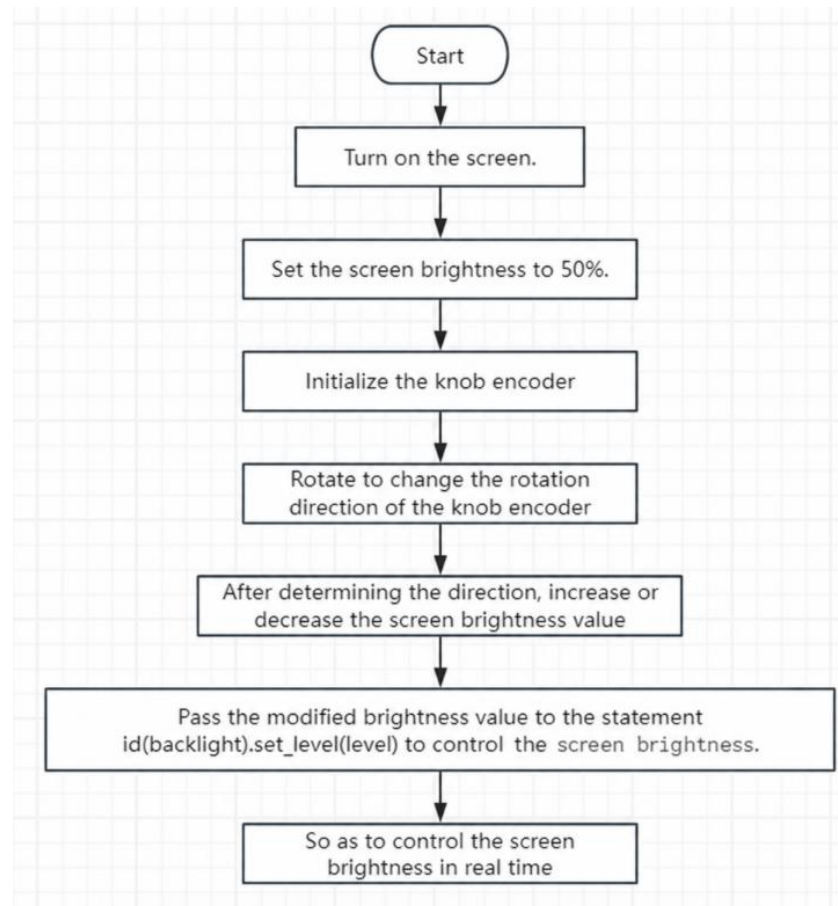 Start
Turn on the screen.
Set the screen brightness to 50%.
Initialize the knob encoder
Rotate to change the rotation
direction of the knob encoder
After determining the direction, increase or
decrease the screen brightness value
Pass the modified brightness value to the statement
id(backlight).set_level(level) to control the screen brightness.
So as to control the screen
brightness in real time